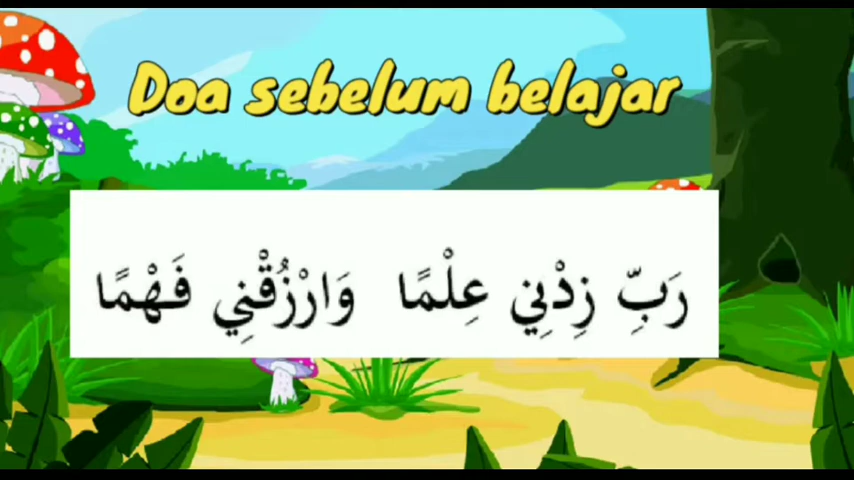 Doa sebelum belajar
رَبِّ زِدْنِي عِلْمًا وَارْزُقْنِي فَهْمًا